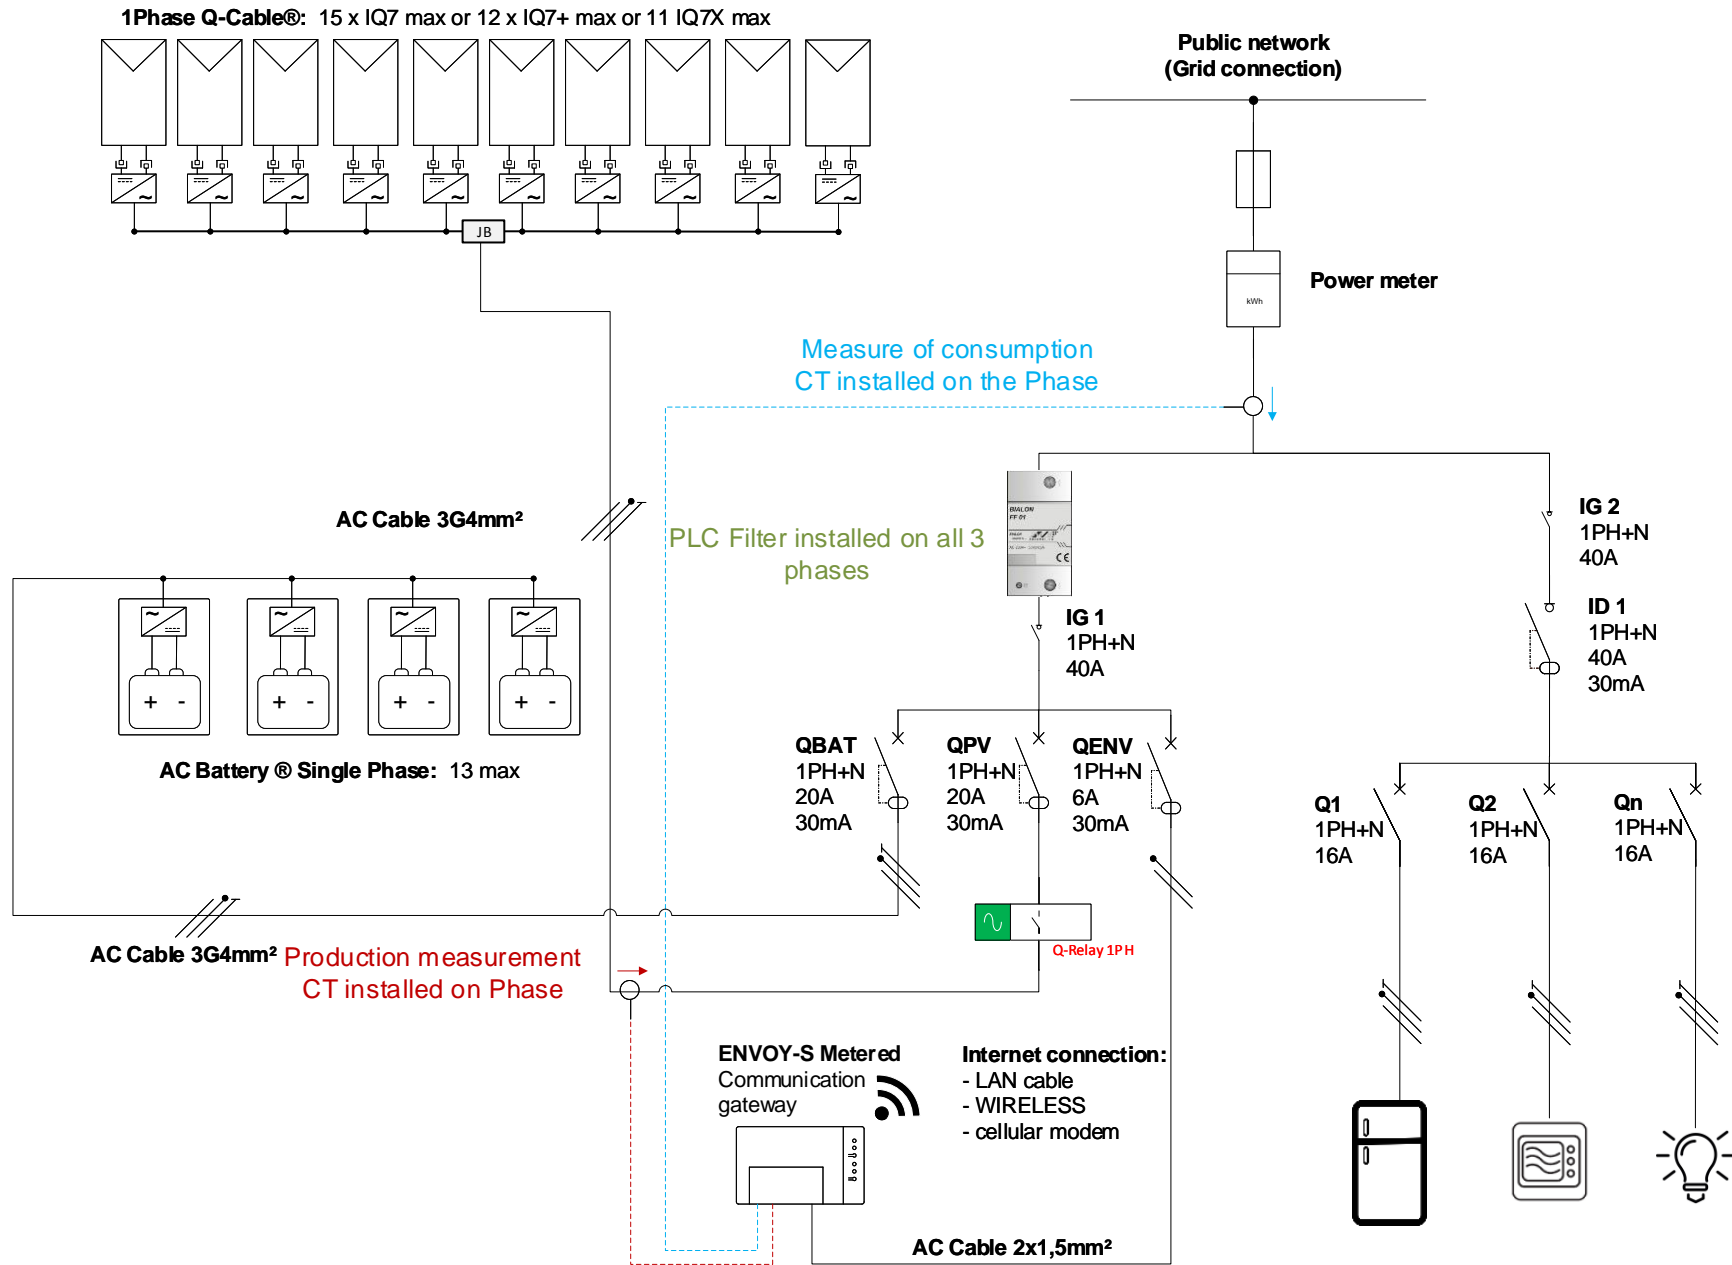 1Phase Q-Cable®: 15 x IQ7 max or 12 x IQ7+ max or 11 IQ7X max
Public network
(Grid connection)
JB
Power meter
kWh
Measure of consumption
CT installed on the Phase
AC Cable 3G4mm²
PLC Filter installed on all 3
phases
BIALON
FF 01
CE
IG 1
1PH+N
40A
IG 2
1PH+N
40A
ID 1
1PH+N
40A
30mA
+ -
+ -
+ -
+ -
AC Battery ® Single Phase: 13 max
QBAT
1PH+N
20A
30mA
QPV
1PH+N
20A
30mA
QENV
1PH+N
6A
30mA
Q1
1PH+N
16A
Q2
1PH+N
16A
Qn
1PH+N
16A
AC Cable 3G4mm²
Production measurement
CT installed on Phase
Q-Relay 1PH
ENVOY-S Metered
Communication
gateway
Internet connection:
- LAN cable
- WIRELESS
- cellular modem
AC Cable 2x1,5mm²